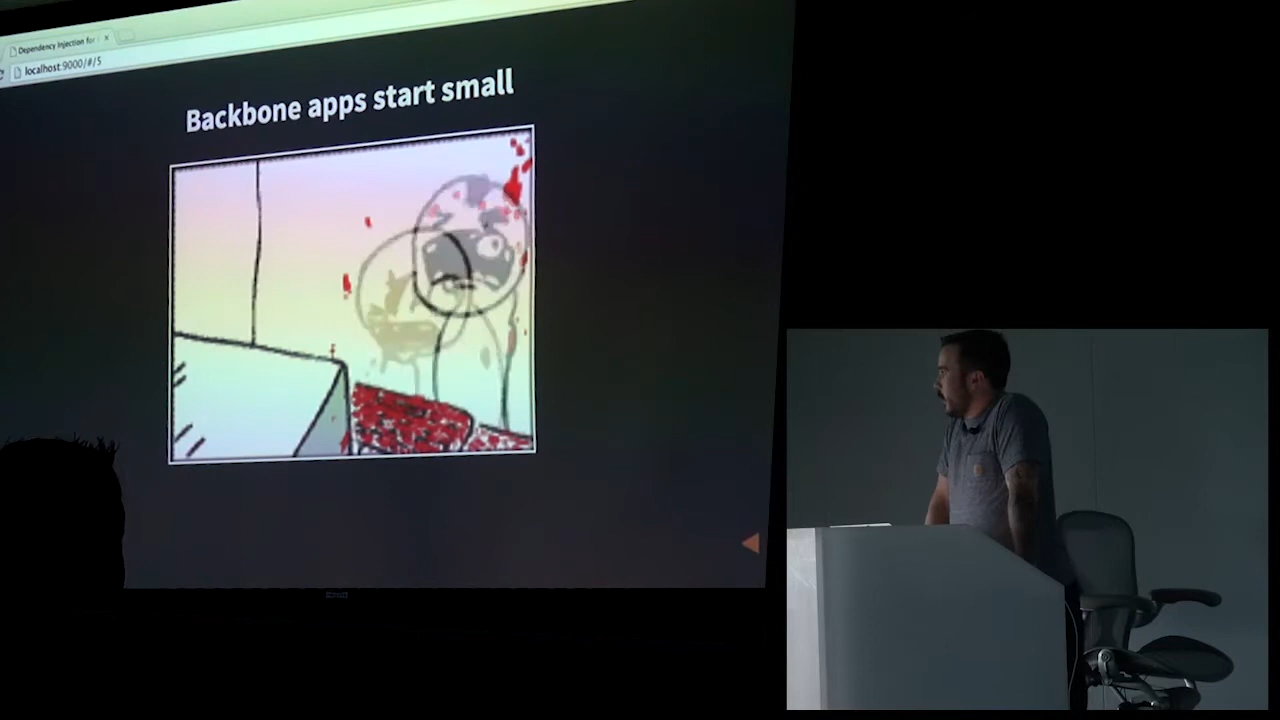 Dependency Injection for
localhost:9000/#/5
Backbone apps start small